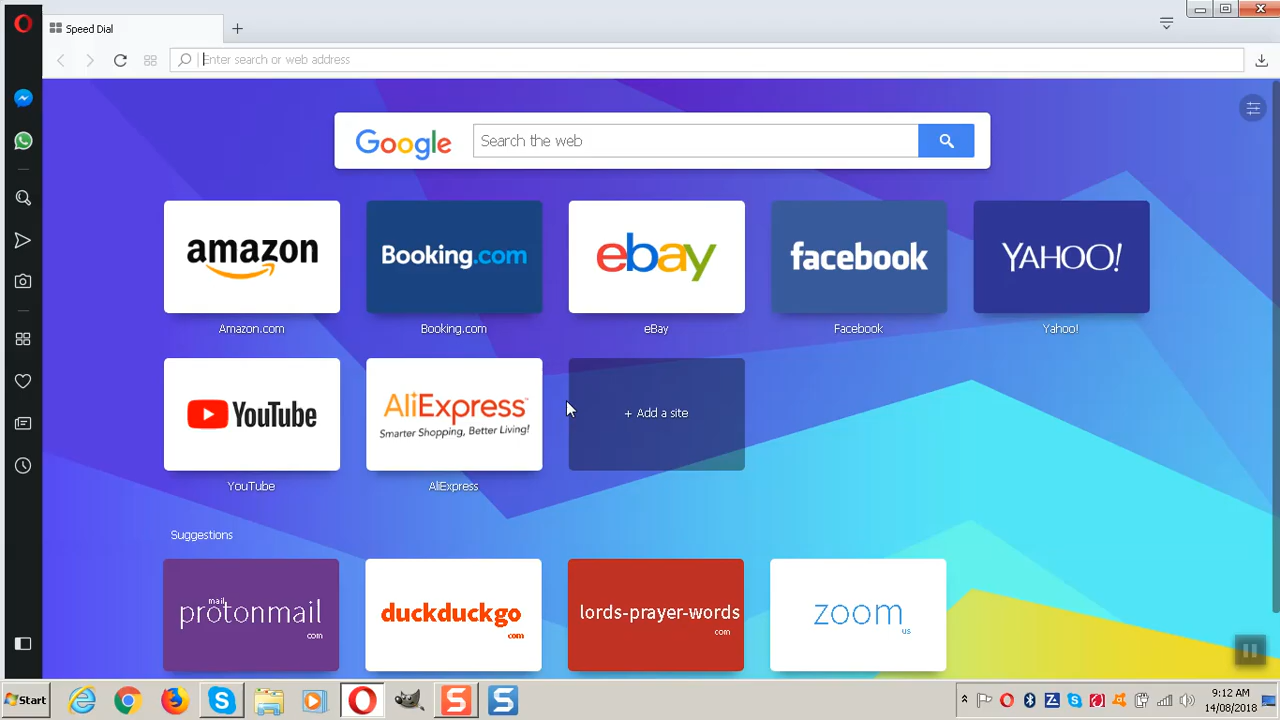 Speed Dial
Enter search or web address
Google
Search the web
amazon
Booking.com
ebay
facebook
YAHOO!
Amazon.com
Booking.com
eBay
Facebook
Yahoo!
YouTube
AliExpress
Smarter Shopping, Better Living!
+ Add a site
YouTube
AliExpress
Suggestions
mail
protonmail
com
duckduckgo
com
lords-prayer-words
com
zoom
us
Start
9:12 AM
14/08/2018